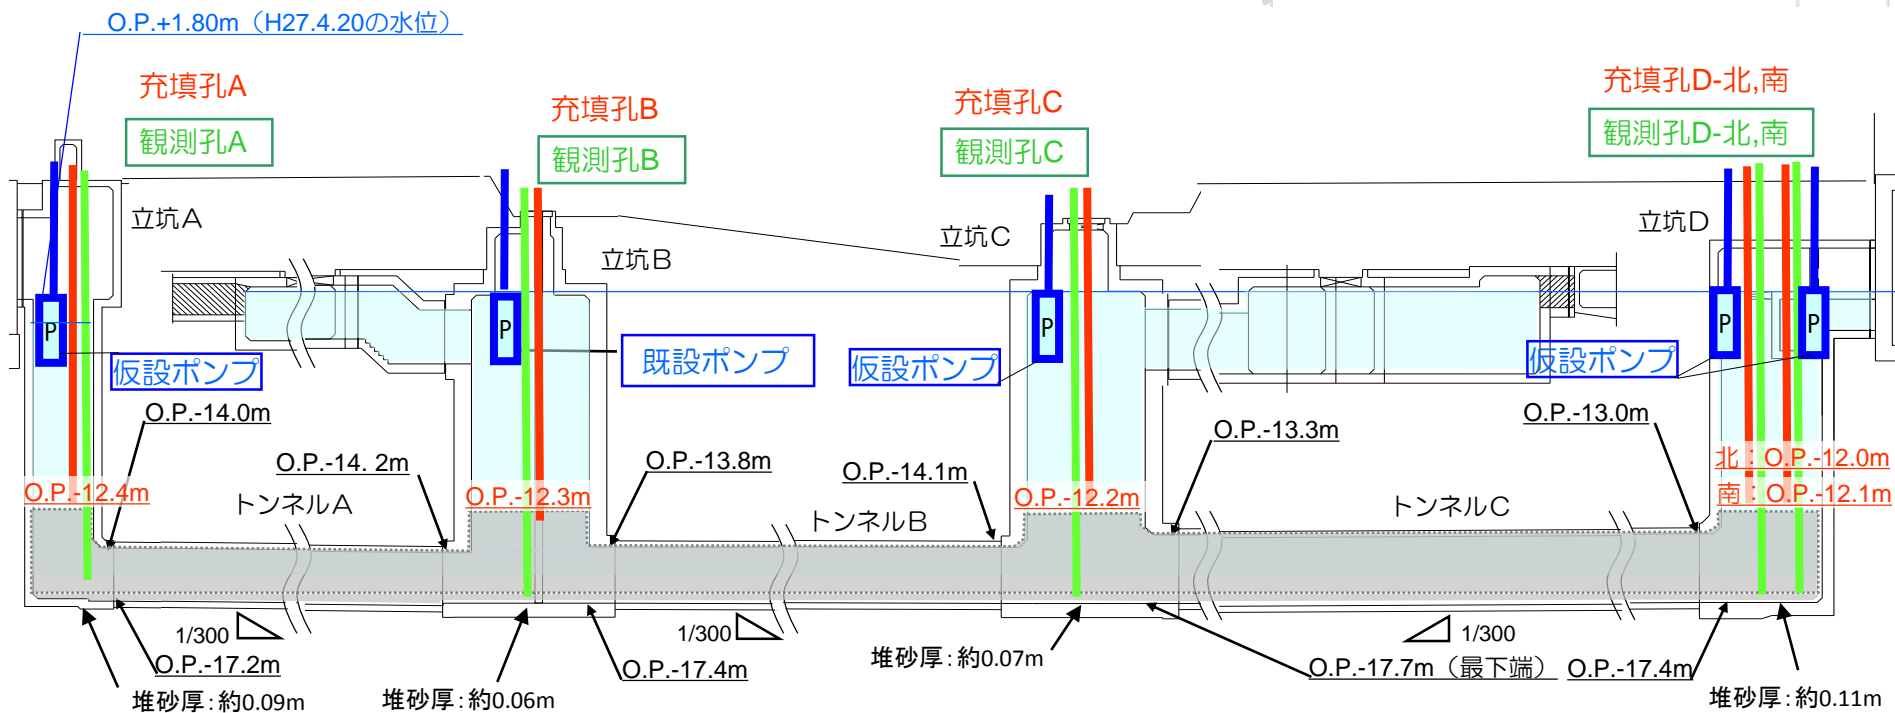 O.P.+1.80m（H27.4.20の水位）
充填孔A
観測孔A
充填孔B
観測孔B
充填孔C
観測孔C
充填孔D-北,南
観測孔D-北,南
立坑A
立坑B
立坑C
立坑D
P
P
P
P
P
仮設ポンプ
既設ポンプ
仮設ポンプ
仮設ポンプ
O.P.-14.0m
O.P.-14. 2m
O.P.-13.8m
O.P.-14.1m
O.P.-13.3m
O.P.-13.0m
O.P.-12.4m
O.P.-12.3m
O.P.-12.2m
北：O.P.-12.0m
南：O.P.-12.1m
トンネルA
トンネルB
トンネルC
1/300
1/300
1/300
O.P.-17.2m
O.P.-17.4m
O.P.-17.7m（最下端）
O.P.-17.4m
堆砂厚：約0.09m
堆砂厚：約0.06m
堆砂厚：約0.07m
堆砂厚：約0.11m